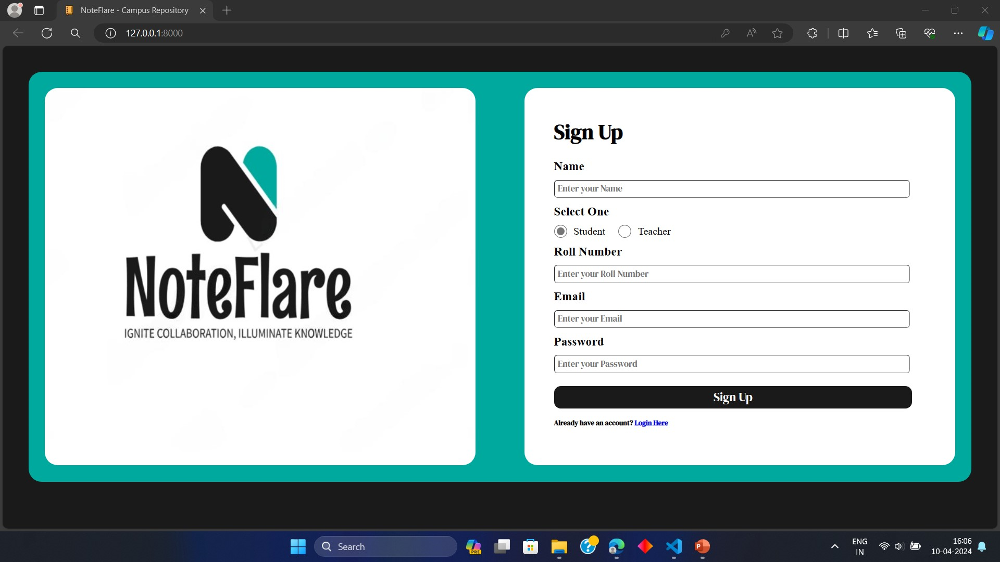 NoteFlare - Campus Repository
127.0.0.1:8000
NoteFlare
IGNITE COLLABORATION, ILLUMINATE KNOWLEDGE
Sign Up
Name
Enter your Name
Select One
Student Teacher
Roll Number
Enter your Roll Number
Email
Enter your Email
Password
Enter your Password
Sign Up
Already have an account? Login Here
Search
PRE
ENG
IN
16:06
10-04-2024